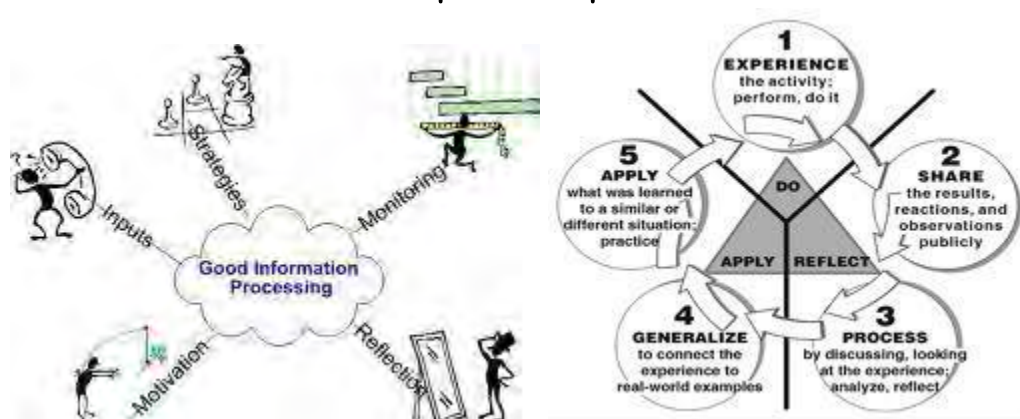 Strategies
Monitoring
Inputs
Good Information
Processing
Motivation
Reflection
1
EXPERIENCE
the activity;
perform, do it
2
SHARE
the results,
reactions, and
observations
publicly
3
PROCESS
by discussing, looking
at the experience;
analyze, reflect
4
GENERALIZE
to connect the
experience to
real-world examples
5
APPLY
what was learned
to a similar or
different situation;
practice
DO
APPLY
REFLECT